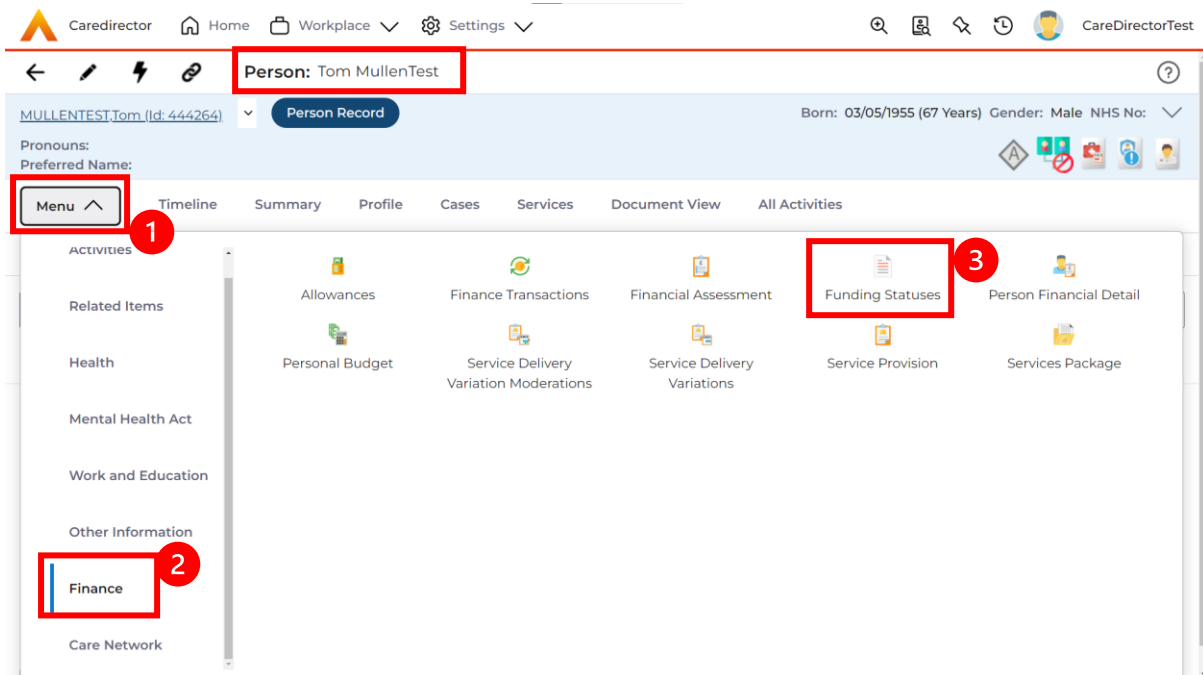 Caredirector Home Workplace Settings CareDirectorTest
Person: Tom MullenTest
MULLENTEST,Tom (Id: 444264) Person Record Born: 03/05/1955 (67 Years) Gender: Male NHS No:
Pronouns:
Preferred Name:
Menu Timeline Summary Profile Cases Services Document View All Activities
1
Activities
Related Items
Health
Mental Health Act
Work and Education
Other Information
2
Finance
Care Network
3
Allowances Finance Transactions Financial Assessment Funding Statuses Person Financial Detail
Personal Budget Service Delivery Service Delivery Service Provision Services Package
Variation Moderations Variations